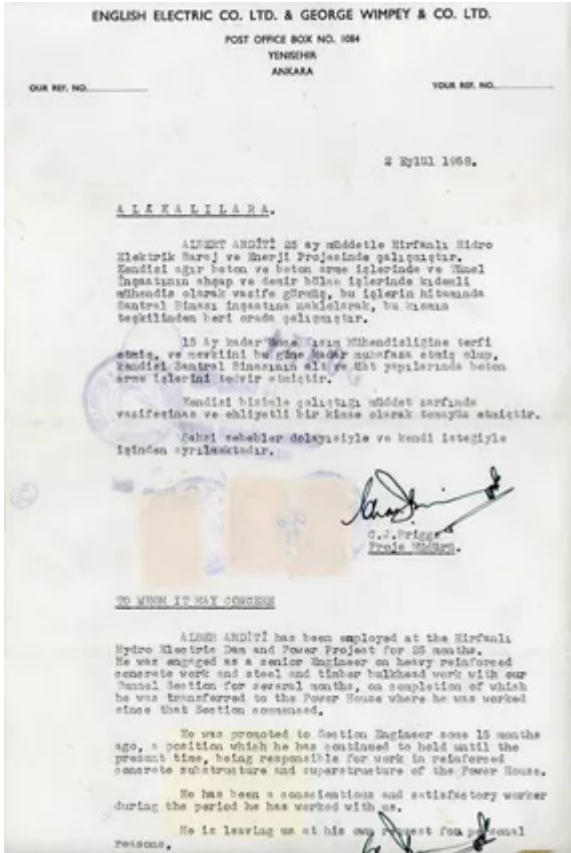 ENGLISH ELECTRIC CO. LTD. & GEORGE WIMPEY & CO. LTD.
POST OFFICE BOX NO. 1084
YENISEHIR
ANKARA
OUR REF. NO.
YOUR REF. NO.
2 Eylül 1958.
ALÂKALILARA.
ALBERT ARDİTİ 25 ay müddetle Hirfanlı Hidro
Elektrik Baraj ve Enerji Projesinde çalışmıştır.
Kendisi ağır beton ve beton arme işlerinde ve Tünel
İnşaatının ahşap ve demir bölme işlerinde kıdemli
mühendis olarak vazife görmüş, bu işlerin hitamında
Santral Binası inşaatına naklolarak, bu kısmın
teşkilinden beri orada çalışmıştır.
15 Ay kadar önce Kısım Mühendisligine terfi
etmiş, ve mevkiini bu güne kadar muhafaza etmiş olup,
kendisi Santral Binasının alt ve üst yapılarında beton
arme işlerini tedvir etmiştir.
Kendisi bizimle çalıştığı müddet zarfında
vazifeşinas ve ehliyetli bir kimse olarak temayüz etmiştir.
Şahsi sebebler dolayısiyle ve kendi isteğiyle
işinden ayrılmaktadır.
C.J.Briggs
Proje Müdürü.
TO WHOM IT MAY CONCERN
ALBER ARDİTİ has been employed at the Hirfanlı
Hydro Electric Dam and Power Project for 25 months.
He was engaged as a senior Engineer on heavy reinforced
concrete work and steel and timber bulkhead work with our
Tunnel Section for several months, on completion of which
he was transferred to the Power House where he was worked
since that Section commenced.
He was promoted to Section Engineer some 15 months
ago, a position which he has continued to hold until the
present time, being responsible for work in reinforced
concrete substructure and superstructure of the Power House.
He has been a conscientious and satisfactory worker
during the period he has worked with us.
He is leaving us at his own request for personal
reasons.